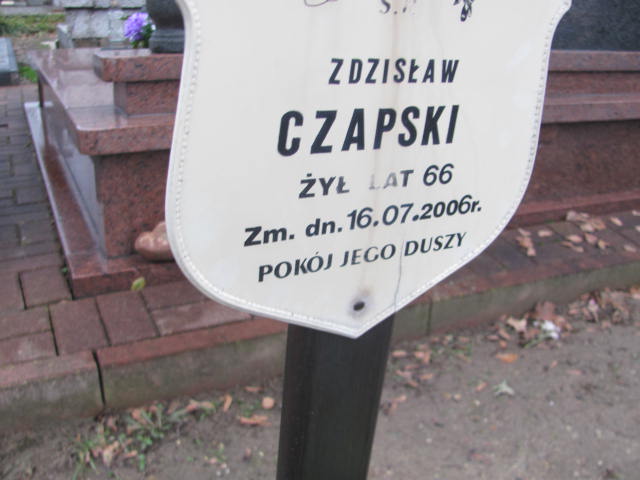 Ś.P.
ZDZISŁAW
CZAPSKI
ŻYŁ LAT 66
Zm. dn. 16.07.2006r.
POKÓJ JEGO DUSZY